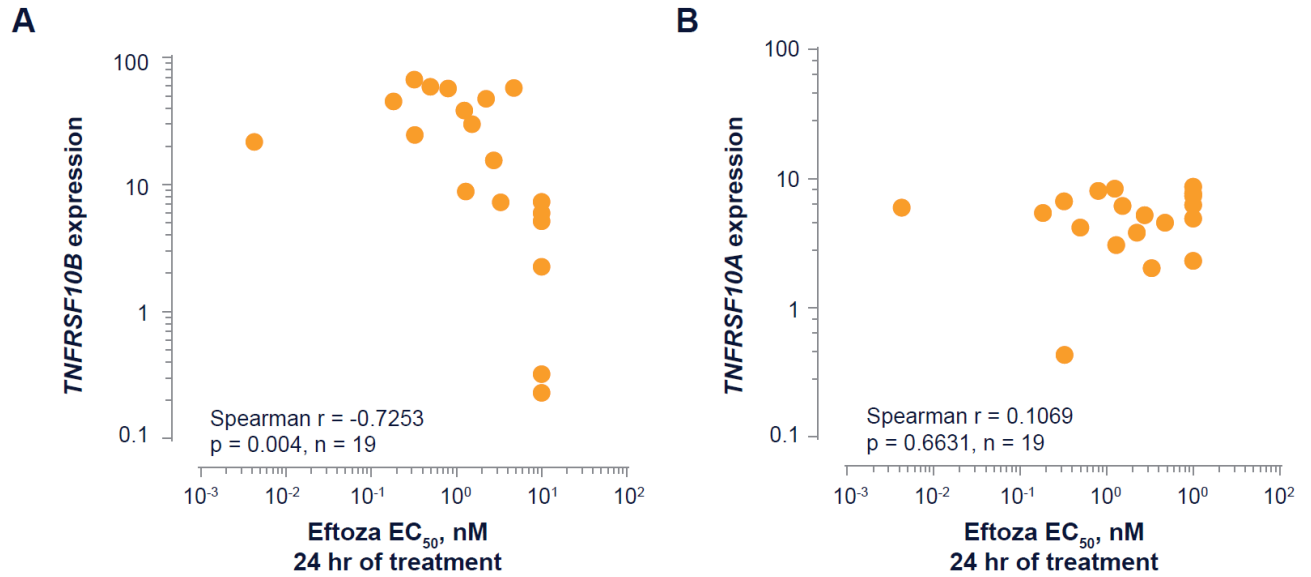 A
TNFRSF10B expression
100
10
1
0.1
Spearman r = -0.7253
p = 0.004, n = 19
10⁻³ 10⁻² 10⁻¹ 10⁰ 10¹ 10²
Eftoza EC₅₀, nM
24 hr of treatment
B
TNFRSF10A expression
100
10
1
0.1
Spearman r = 0.1069
p = 0.6631, n = 19
10⁻³ 10⁻² 10⁻¹ 10⁰ 10⁰ 10²
Eftoza EC₅₀, nM
24 hr of treatment